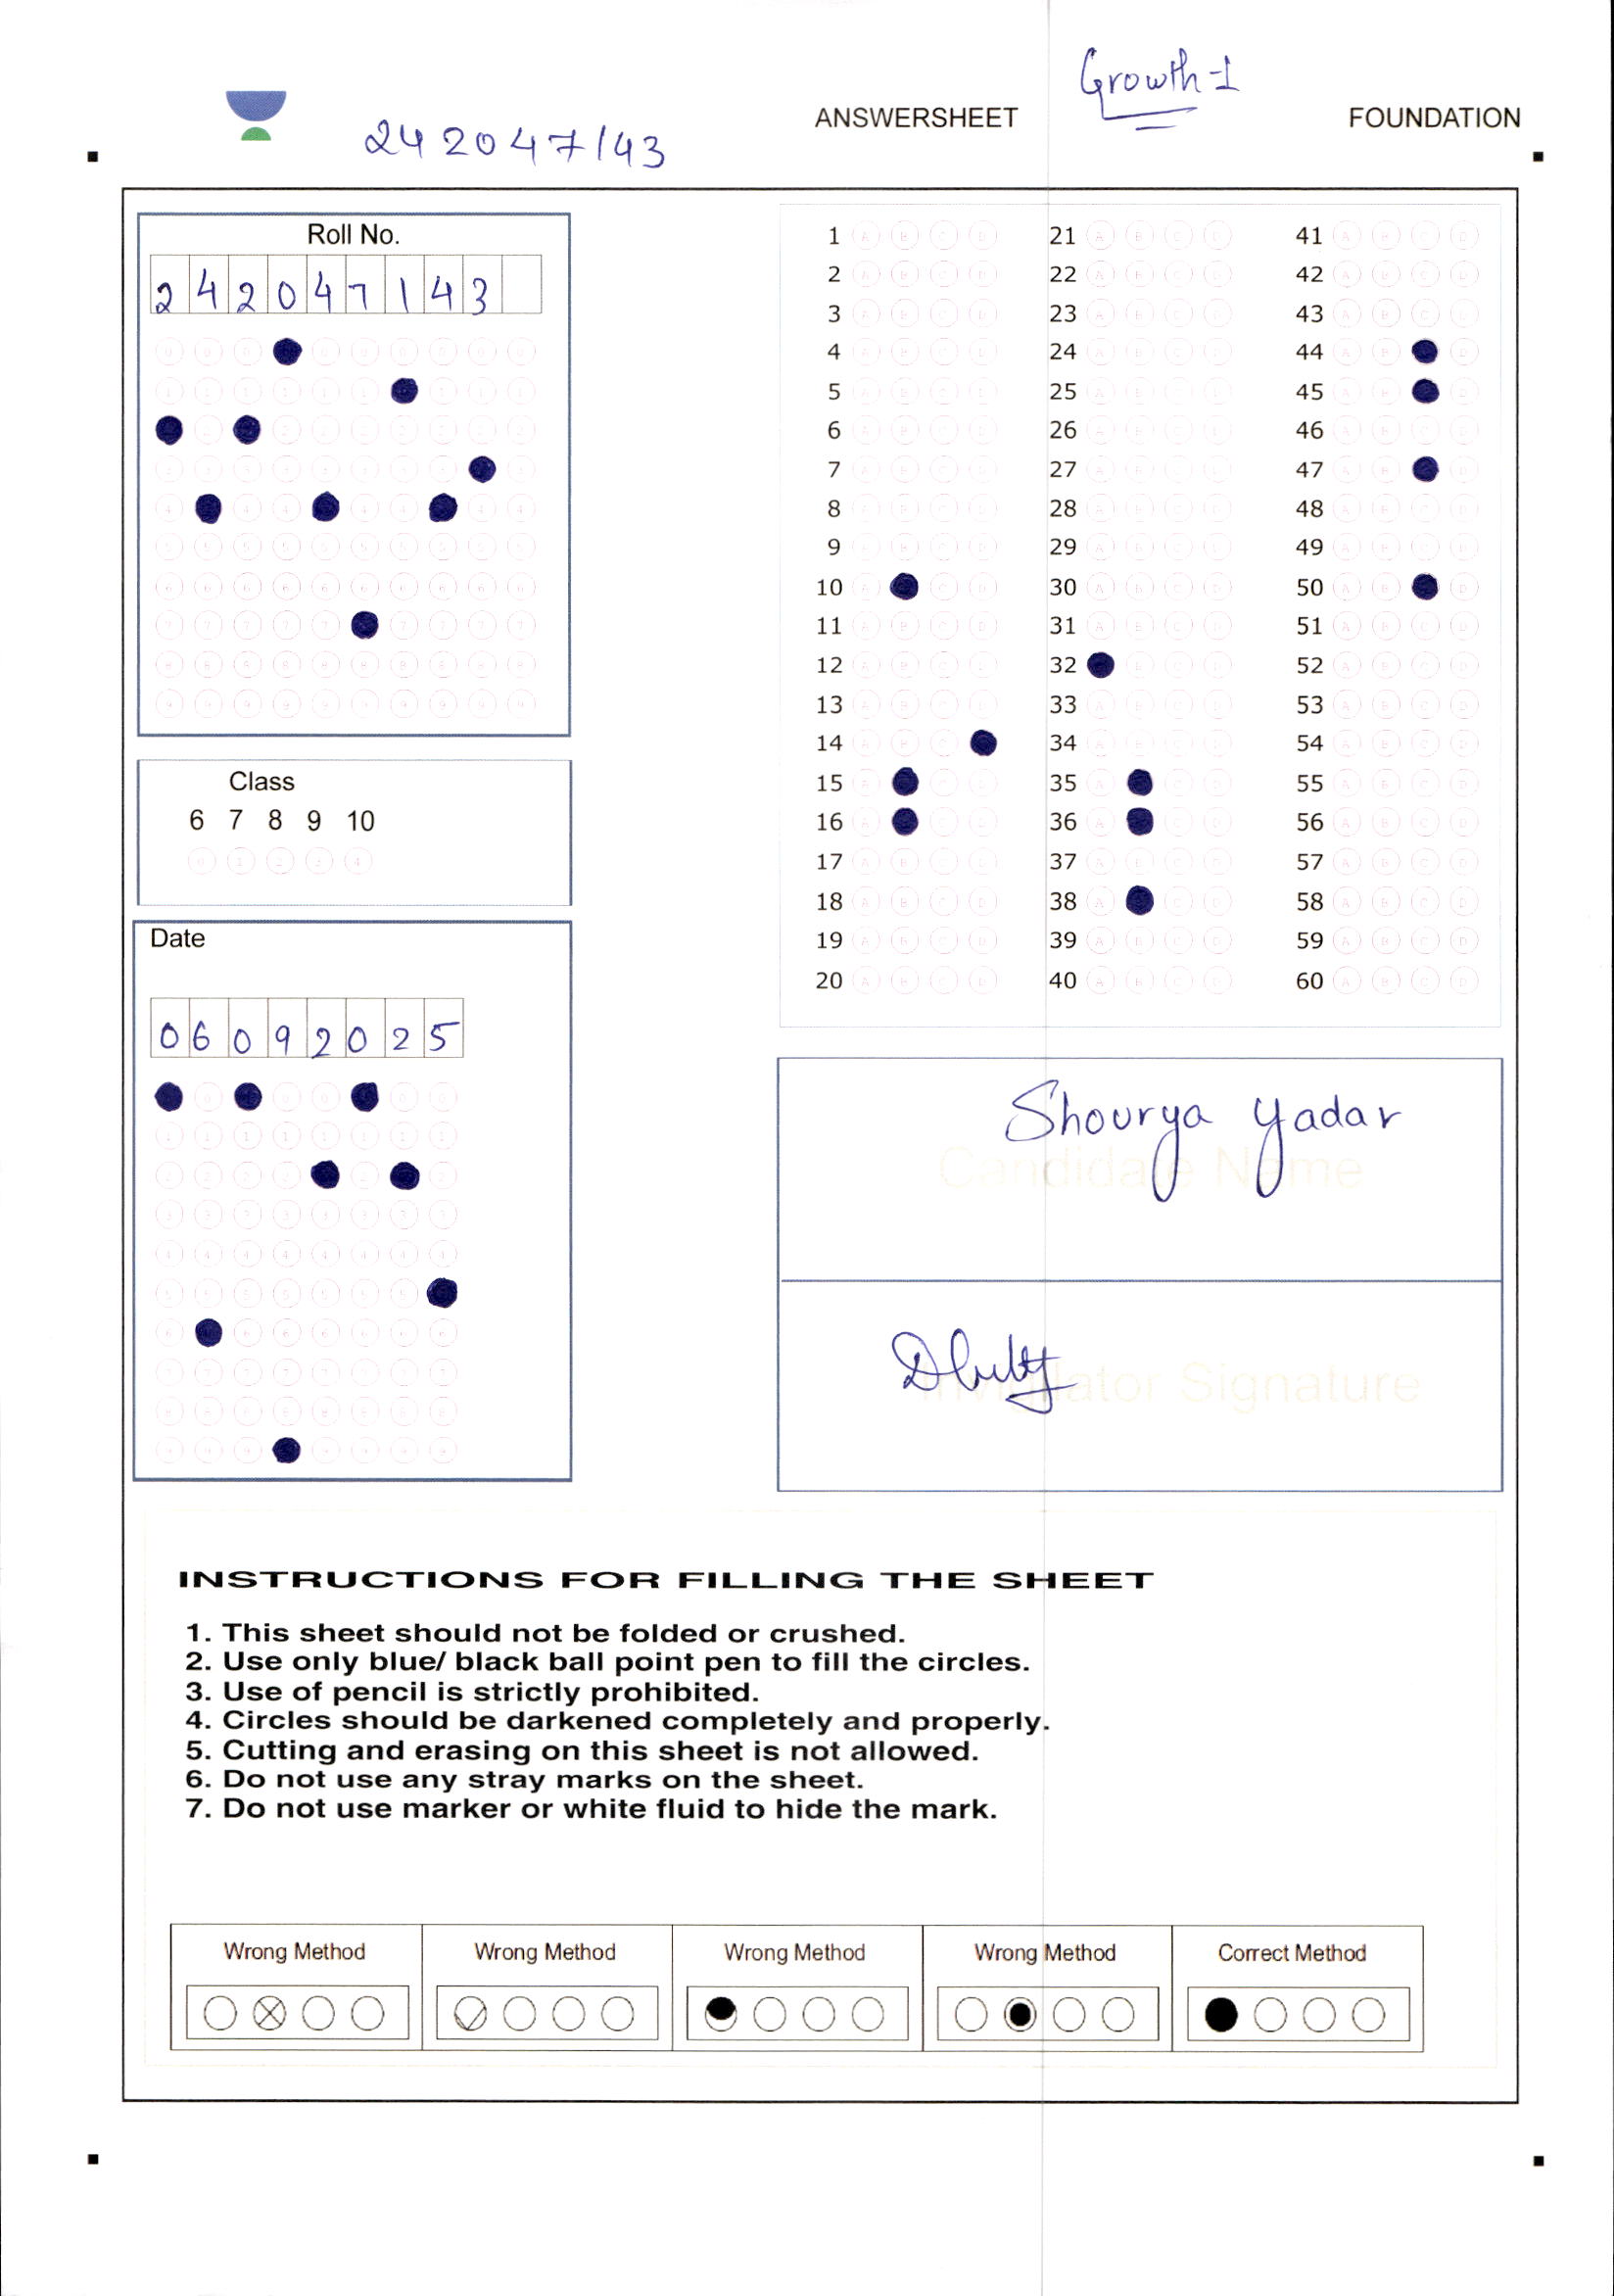 Growth-1
ANSWERSHEET
FOUNDATION
242047143
Roll No.
2 4 2 0 4 7 1 4 3
Class
6 7 8 9 10
Date
0 6 0 9 2 0 2 5
1 A B C D 21 A B C D 41 A B C D
2 A B C D 22 A B C D 42 A B C D
3 A B C D 23 A B C D 43 A B C D
4 A B C D 24 A B C D 44 A B D
5 A B C D 25 A B C D 45 A B D
6 A B C D 26 A B C D 46 A B C D
7 A B C D 27 A B C D 47 A B D
8 A B C D 28 A B C D 48 A B C D
9 A B C D 29 A B C D 49 A B C D
10 A C D 30 A B C D 50 A B D
11 A B C D 31 A B C D 51 A B C D
12 A B C D 32 B C D 52 A B C D
13 A B C D 33 A B C D 53 A B C D
14 A B C 34 A B C D 54 A B C D
15 A C D 35 A C D 55 A B C D
16 A C D 36 A C D 56 A B C D
17 A B C D 37 A B C D 57 A B C D
18 A B C D 38 A C D 58 A B C D
19 A B C D 39 A B C D 59 A B C D
20 A B C D 40 A B C D 60 A B C D
Shourya Yadav
Candidate Name
Invigilator Signature
INSTRUCTIONS FOR FILLING THE SHEET
1. This sheet should not be folded or crushed.
2. Use only blue/ black ball point pen to fill the circles.
3. Use of pencil is strictly prohibited.
4. Circles should be darkened completely and properly.
5. Cutting and erasing on this sheet is not allowed.
6. Do not use any stray marks on the sheet.
7. Do not use marker or white fluid to hide the mark.
Wrong Method Wrong Method Wrong Method Wrong Method Correct Method